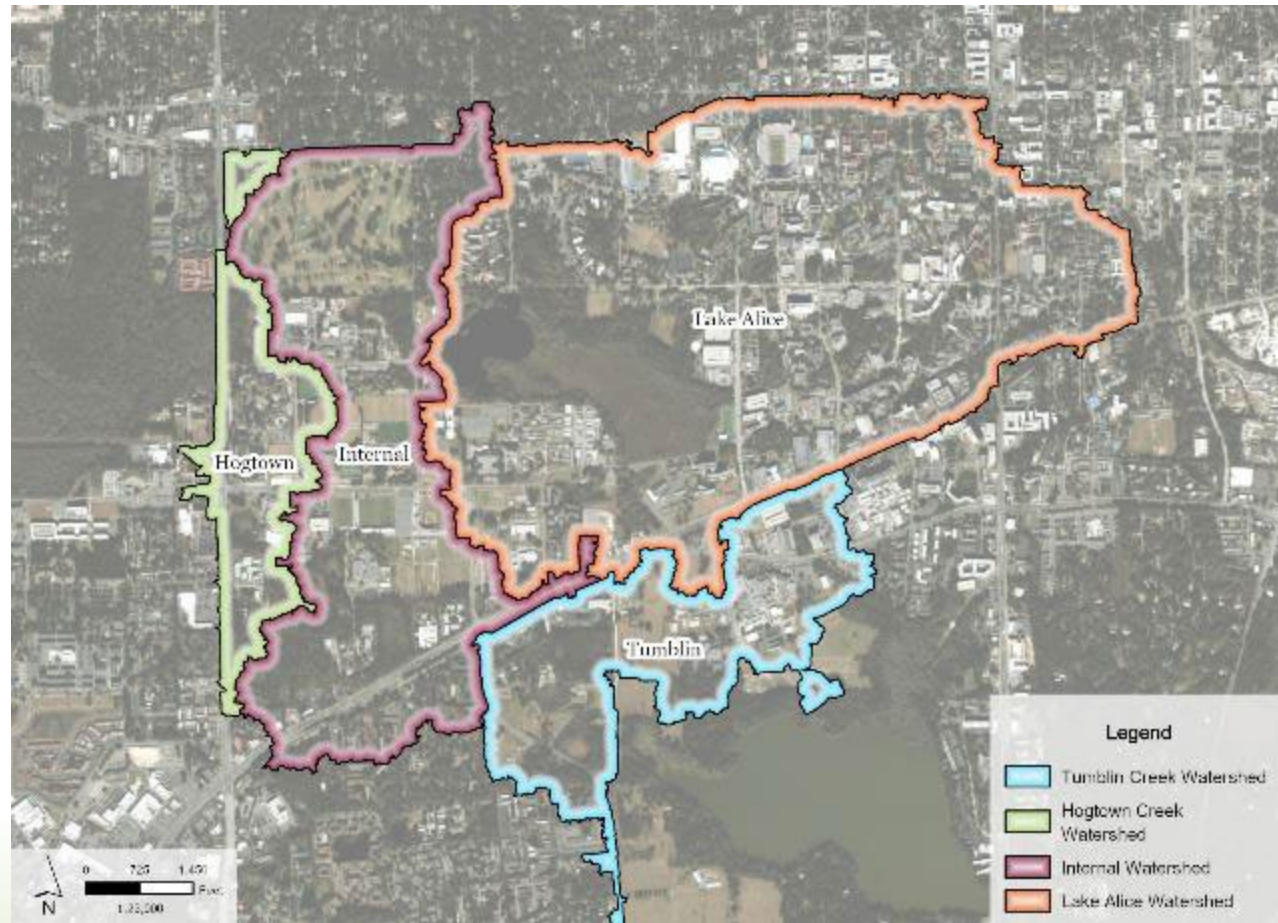 Lake Alice
Hogtown
Internal
Tumblin
Legend
Tumblin Creek Watershed
Hogtown Creek
Watershed
Internal Watershed
Lake Alice Watershed
0 725 1,450
Feet
N